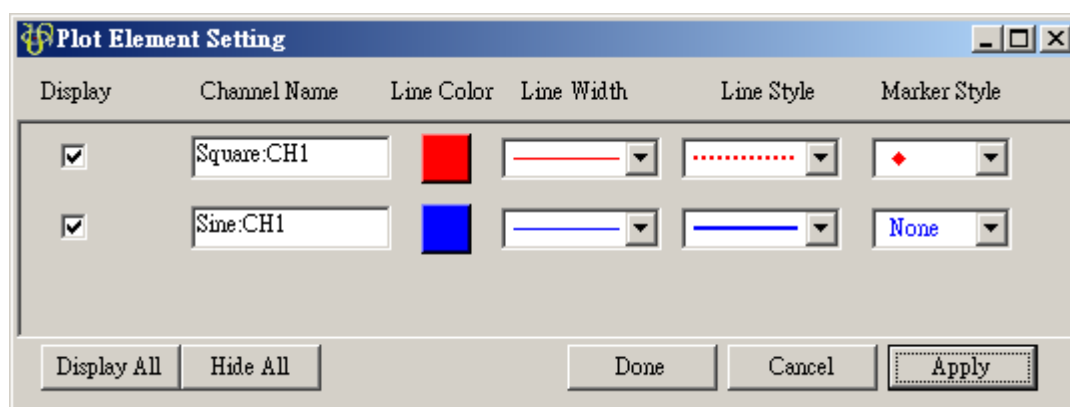 Plot Element Setting
Display Channel Name Line Color Line Width Line Style Marker Style
Square:CH1
Sine:CH1 None
Display All Hide All Done Cancel Apply